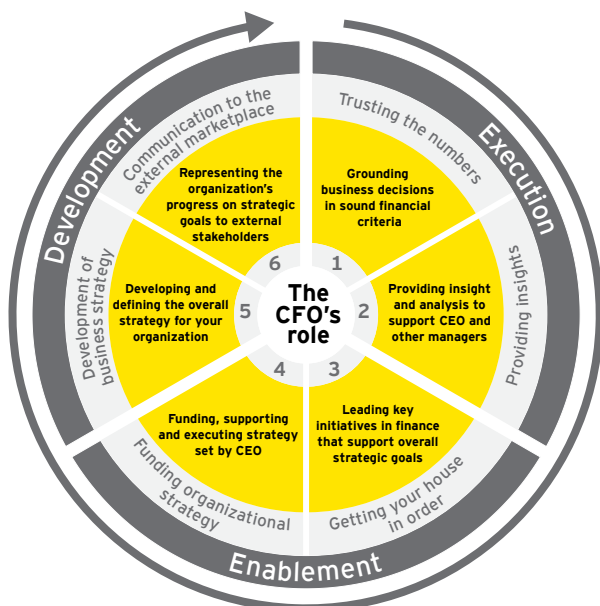 The
CFO's
role
Execution
Trusting the numbers
1
Grounding
business decisions
in sound financial
criteria
Providing insights
2
Providing insight
and analysis to
support CEO and
other managers
Enablement
Getting your house
in order
3
Leading key
initiatives in finance
that support overall
strategic goals
Funding organizational
strategy
4
Funding, supporting
and executing strategy
set by CEO
Development
Development of
business strategy
5
Developing and
defining the overall
strategy for your
organization
Communication to the
external marketplace
6
Representing the
organization's
progress on strategic
goals to external
stakeholders